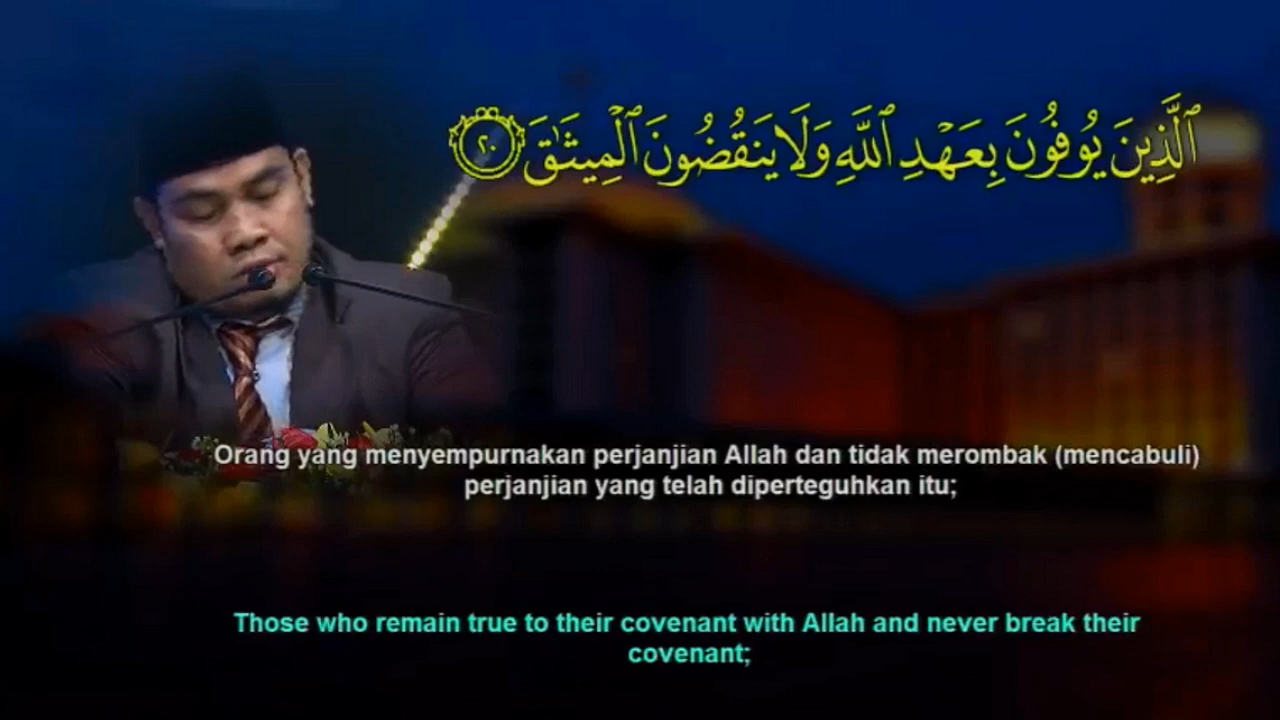 ٱلَّذِينَ يُوفُونَ بِعَهْدِ ٱللَّهِ وَلَا يَنقُضُونَ ٱلْمِيثَٰقَ ٢٠
Orang yang menyempurnakan perjanjian Allah dan tidak merombak (mencabuli)
perjanjian yang telah diperteguhkan itu;
Those who remain true to their covenant with Allah and never break their
covenant;